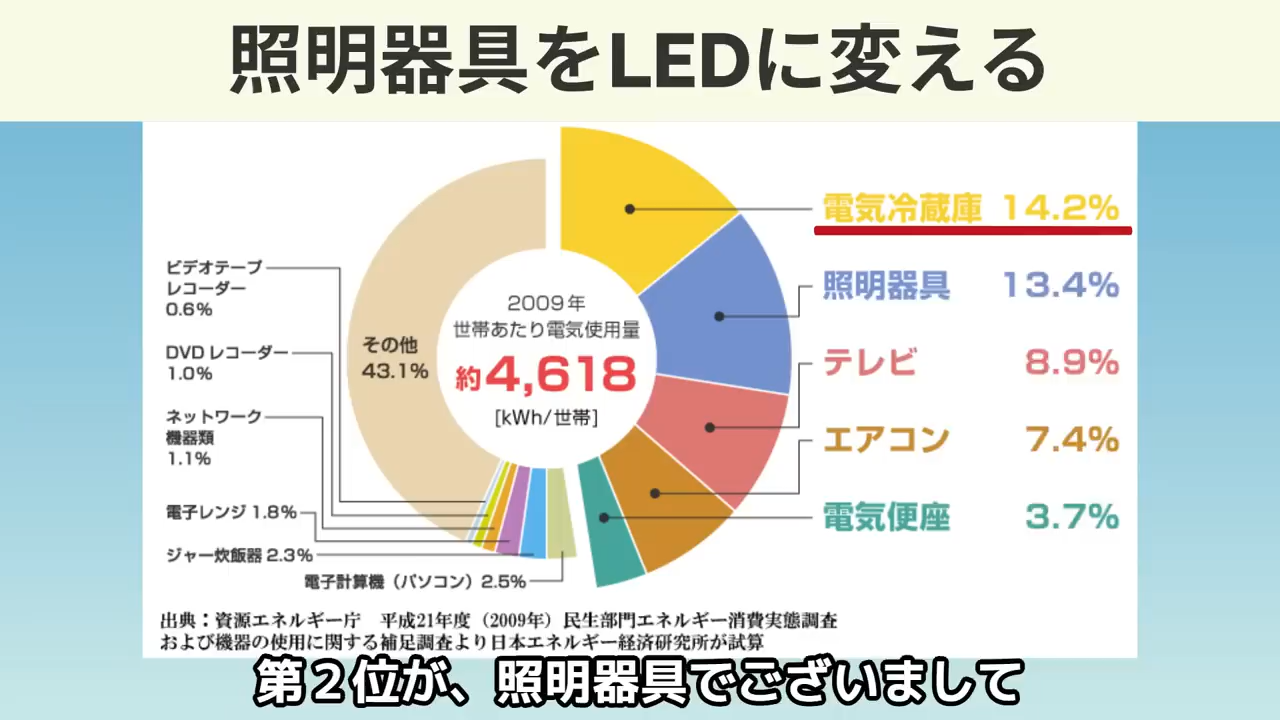 照明器具をLEDに変える
電気冷蔵庫 14.2%
照明器具 13.4%
テレビ 8.9%
エアコン 7.4%
電気便座 3.7%
2009年
世帯あたり電気使用量
約4,618
[kWh/世帯]
その他
43.1%
ビデオテープ
レコーダー
0.6%
DVDレコーダー
1.0%
ネットワーク
機器類
1.1%
電子レンジ 1.8%
ジャー炊飯器 2.3%
電子計算機（パソコン）2.5%
出典：資源エネルギー庁　平成21年度（2009年）民生部門エネルギー消費実態調査
および機器の使用に関する補足調査より日本エネルギー経済研究所が試算
第２位が、照明器具でございまして